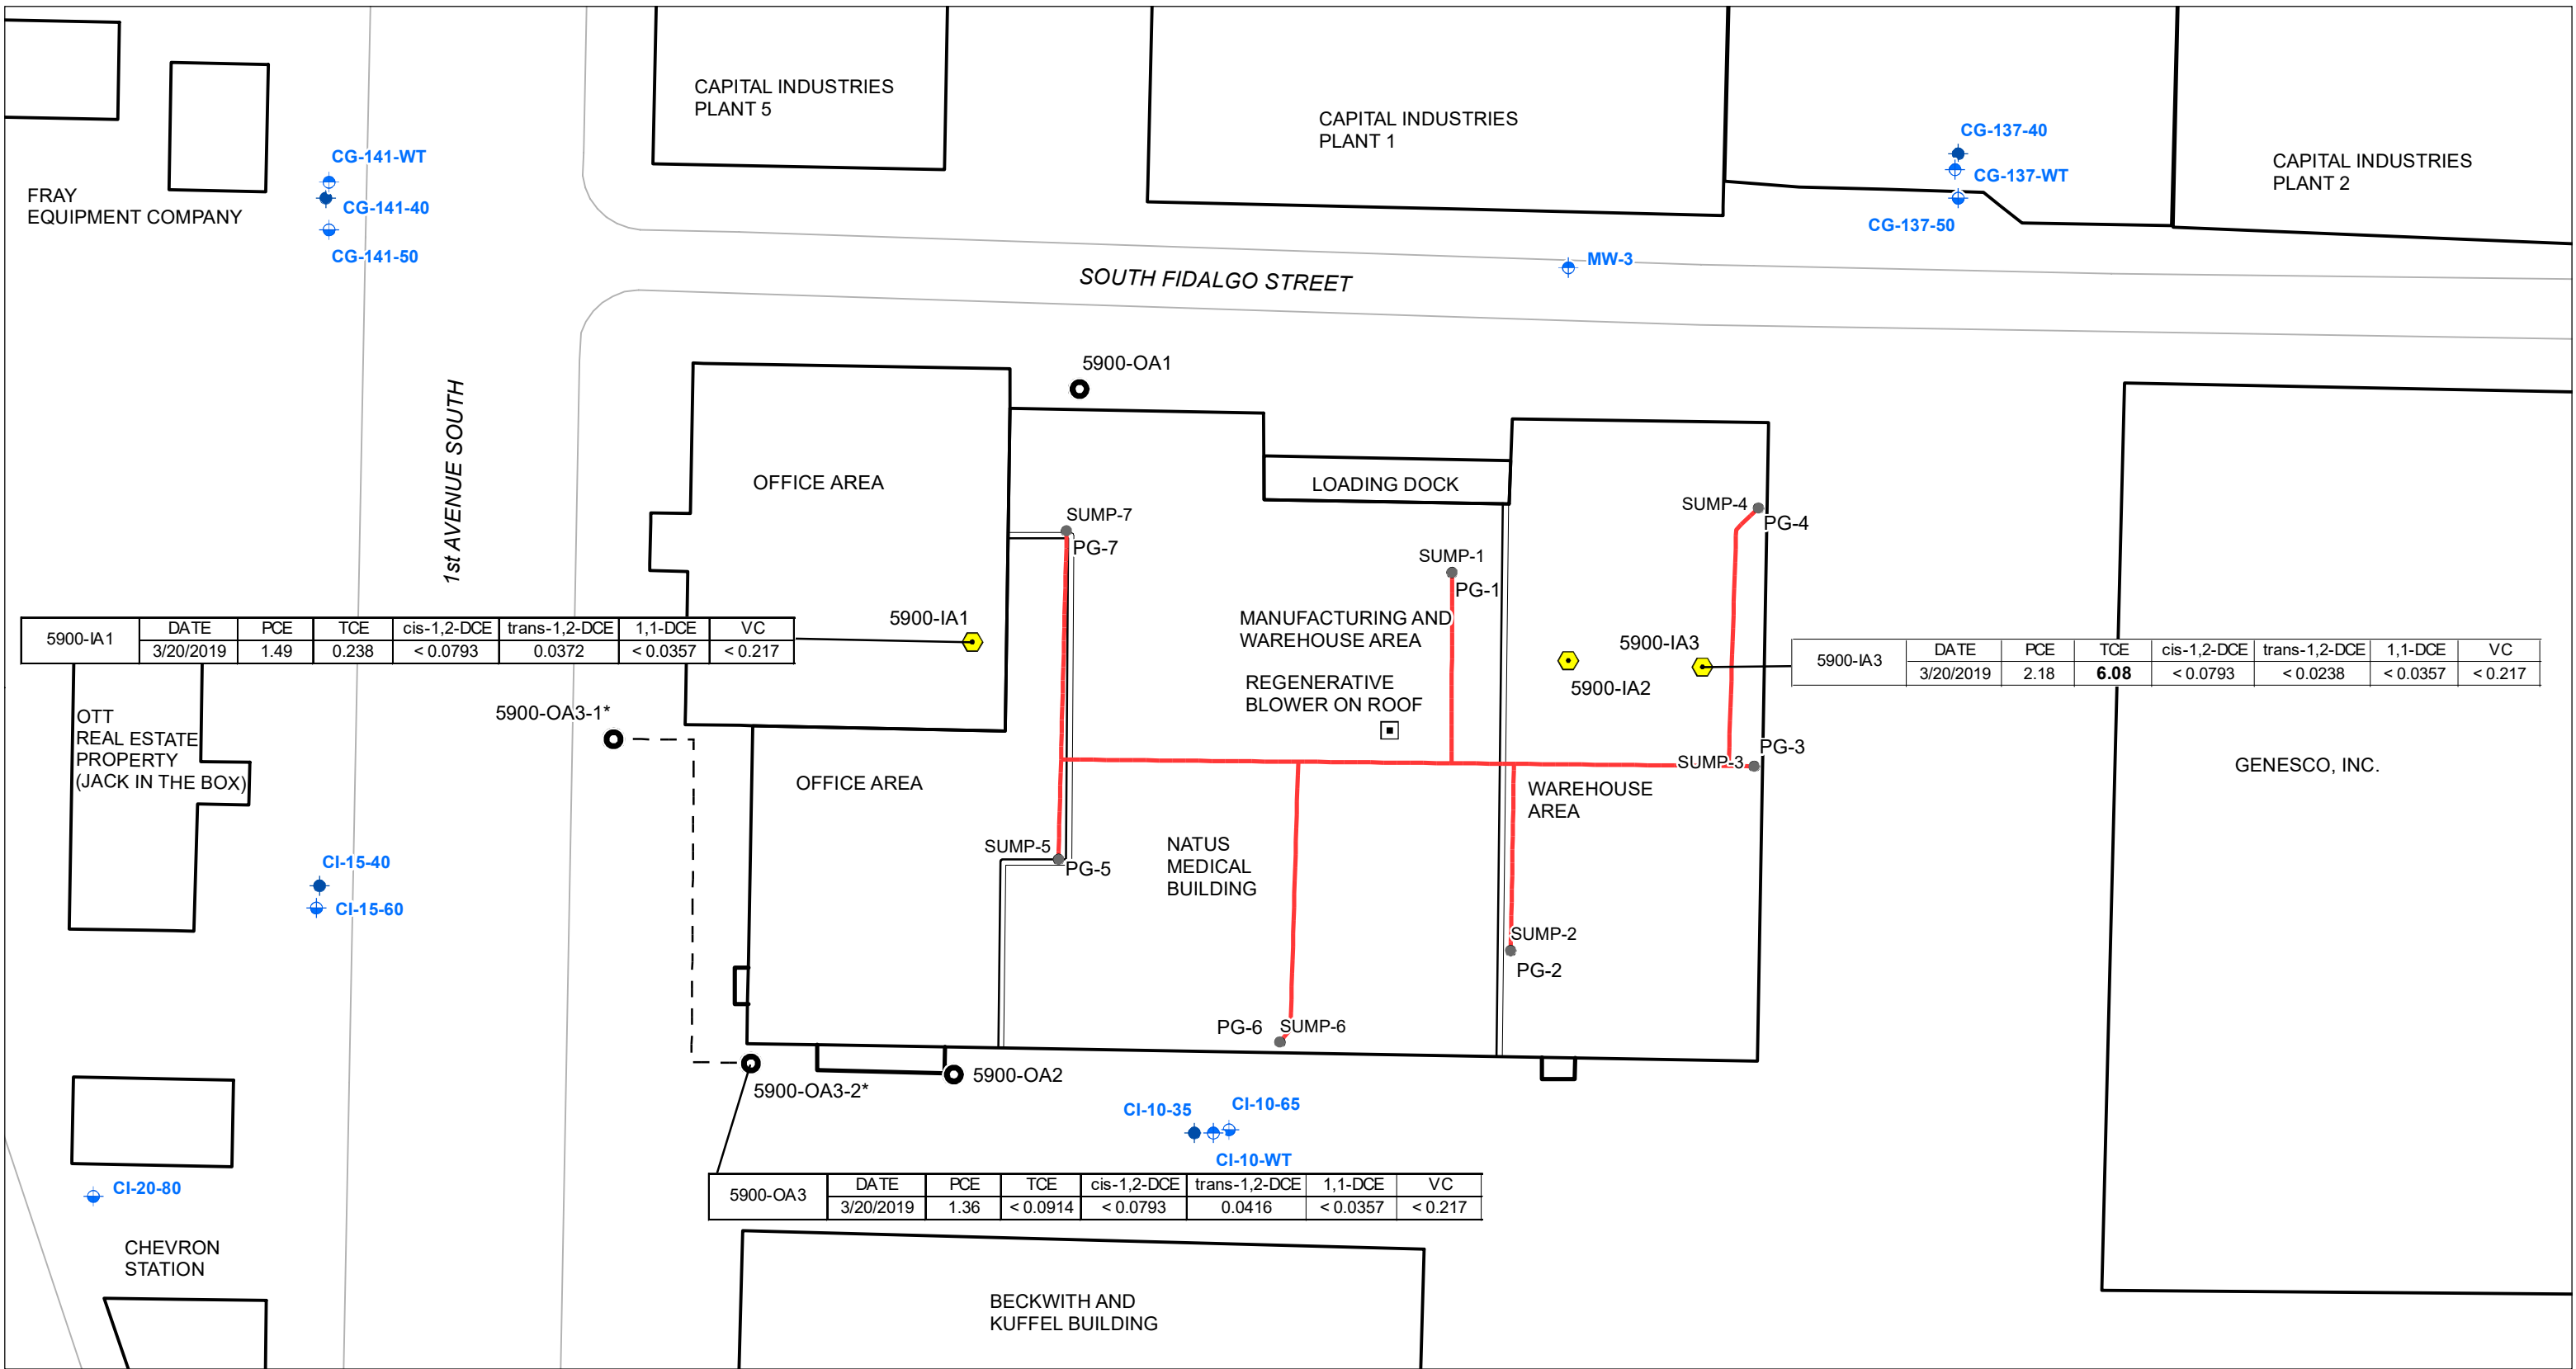 CAPITAL INDUSTRIES
PLANT 5
CAPITAL INDUSTRIES
PLANT 1
CG-137-40
CG-137-WT
CG-137-50
CAPITAL INDUSTRIES
PLANT 2
CG-141-WT
CG-141-40
CG-141-50
FRAY
EQUIPMENT COMPANY
MW-3
SOUTH FIDALGO STREET
1st AVENUE SOUTH
5900-OA1
OFFICE AREA
LOADING DOCK
SUMP-7
PG-7
SUMP-4
PG-4
SUMP-1
PG-1
5900-IA1
MANUFACTURING AND
WAREHOUSE AREA
5900-IA3
5900-IA2
5900-IA1 DATE PCE TCE cis-1,2-DCE trans-1,2-DCE 1,1-DCE VC
3/20/2019 1.49 0.238 < 0.0793 0.0372 < 0.0357 < 0.217
5900-IA3 DATE PCE TCE cis-1,2-DCE trans-1,2-DCE 1,1-DCE VC
3/20/2019 2.18 6.08 < 0.0793 < 0.0238 < 0.0357 < 0.217
REGENERATIVE
BLOWER ON ROOF
5900-OA3-1*
OTT
REAL ESTATE
PROPERTY
(JACK IN THE BOX)
PG-3
SUMP-3
GENESCO, INC.
OFFICE AREA
WAREHOUSE
AREA
SUMP-5
PG-5
NATUS
MEDICAL
BUILDING
CI-15-40
CI-15-60
SUMP-2
PG-2
PG-6
SUMP-6
5900-OA2
5900-OA3-2*
CI-10-35
CI-10-65
CI-10-WT
CI-20-80
5900-OA3 DATE PCE TCE cis-1,2-DCE trans-1,2-DCE 1,1-DCE VC
3/20/2019 1.36 < 0.0914 < 0.0793 0.0416 < 0.0357 < 0.217
CHEVRON
STATION
BECKWITH AND
KUFFEL BUILDING